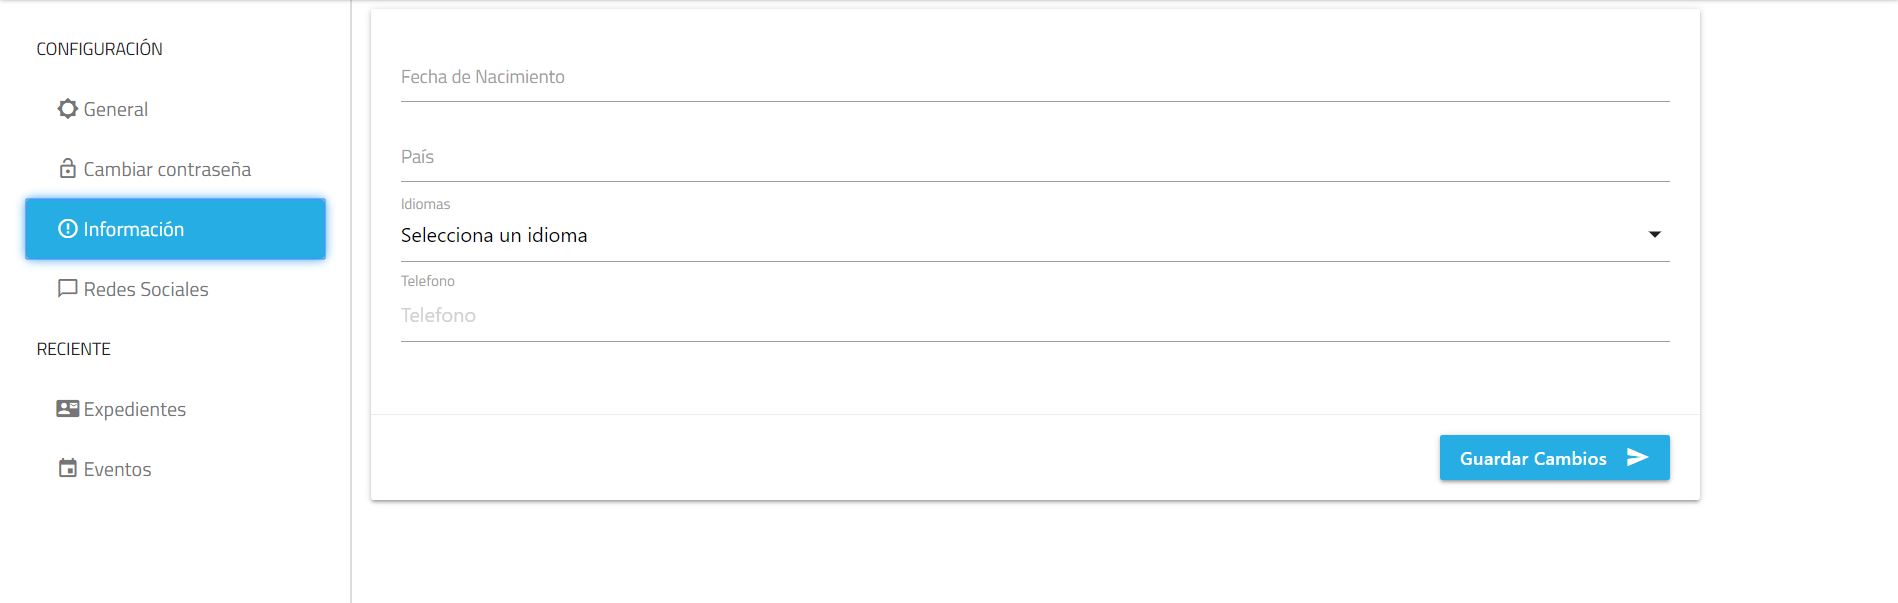 CONFIGURACIÓN
General
Cambiar contraseña
Información
Redes Sociales
RECIENTE
Expedientes
Eventos
Fecha de Nacimiento
País
Idiomas
Selecciona un idioma
Telefono
Telefono
Guardar Cambios